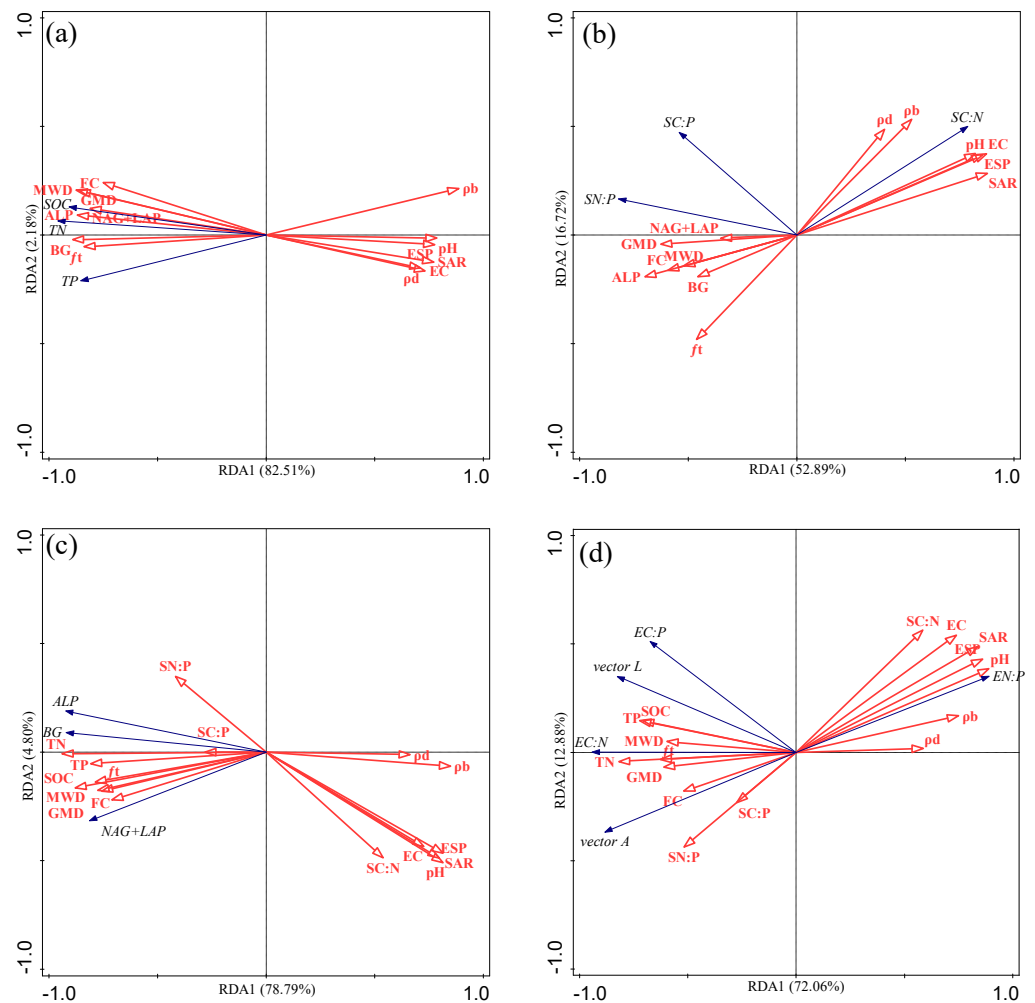 (a)
1.0
FC
MWD
GMD
SOC
ALP
NAG+LAP
TN
BG
ƒt
TP
ρb
pH
ESP
SAR
EC
ρd
RDA2 (2.18%)
-1.0
-1.0
RDA1 (82.51%)
1.0
(b)
1.0
SC:P
ρd
ρb
SC:N
pH EC
ESP
SAR
SN:P
NAG+LAP
GMD
FC
MWD
ALP
BG
ƒt
RDA2 (16.72%)
-1.0
-1.0
RDA1 (52.89%)
1.0
(c)
1.0
SN:P
ALP
BG
SC:P
TN
TP
ƒt
SOC
MWD
FC
GMD
NAG+LAP
ρd
ρb
EC
ESP
SC:N
SAR
pH
RDA2 (4.80%)
-1.0
-1.0
RDA1 (78.79%)
1.0
(d)
1.0
EC:P
SC:N
EC
SAR
ESP
vector L
pH
EN:P
TP
SOC
ρb
MWD
EC:N
ƒt
ρd
TN
GMD
FC
SC:P
vector A
SN:P
RDA2 (12.88%)
-1.0
-1.0
RDA1 (72.06%)
1.0